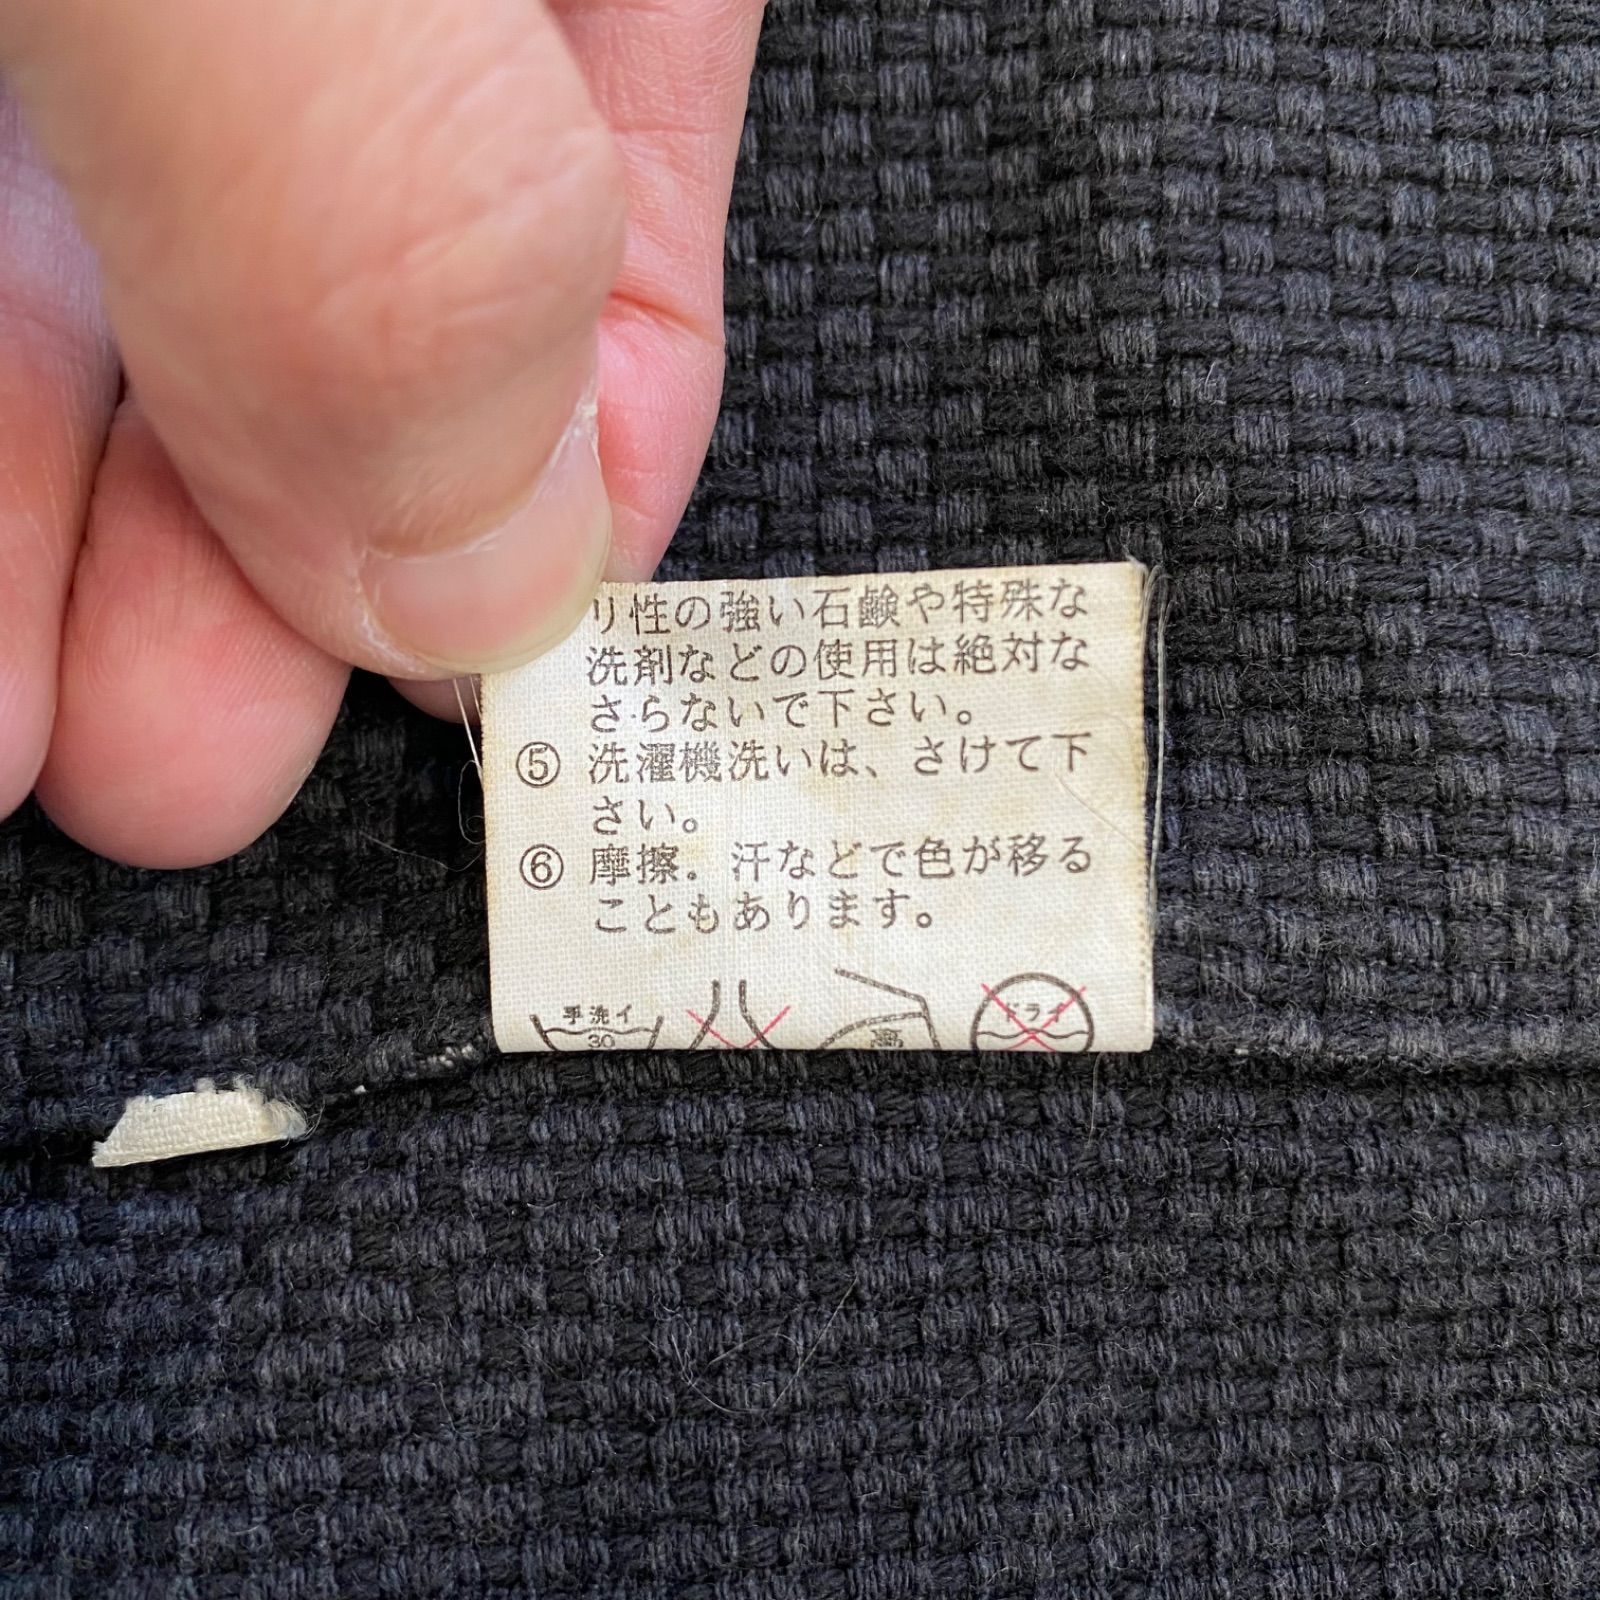 リ性の強い石鹸や特殊な
洗剤などの使用は絶対な
さらないで下さい。
⑤ 洗濯機洗いは、さけて下
さい。
⑥ 摩擦．汗などで色が移る
こともあります。
手洗イ
30
高
ドライ